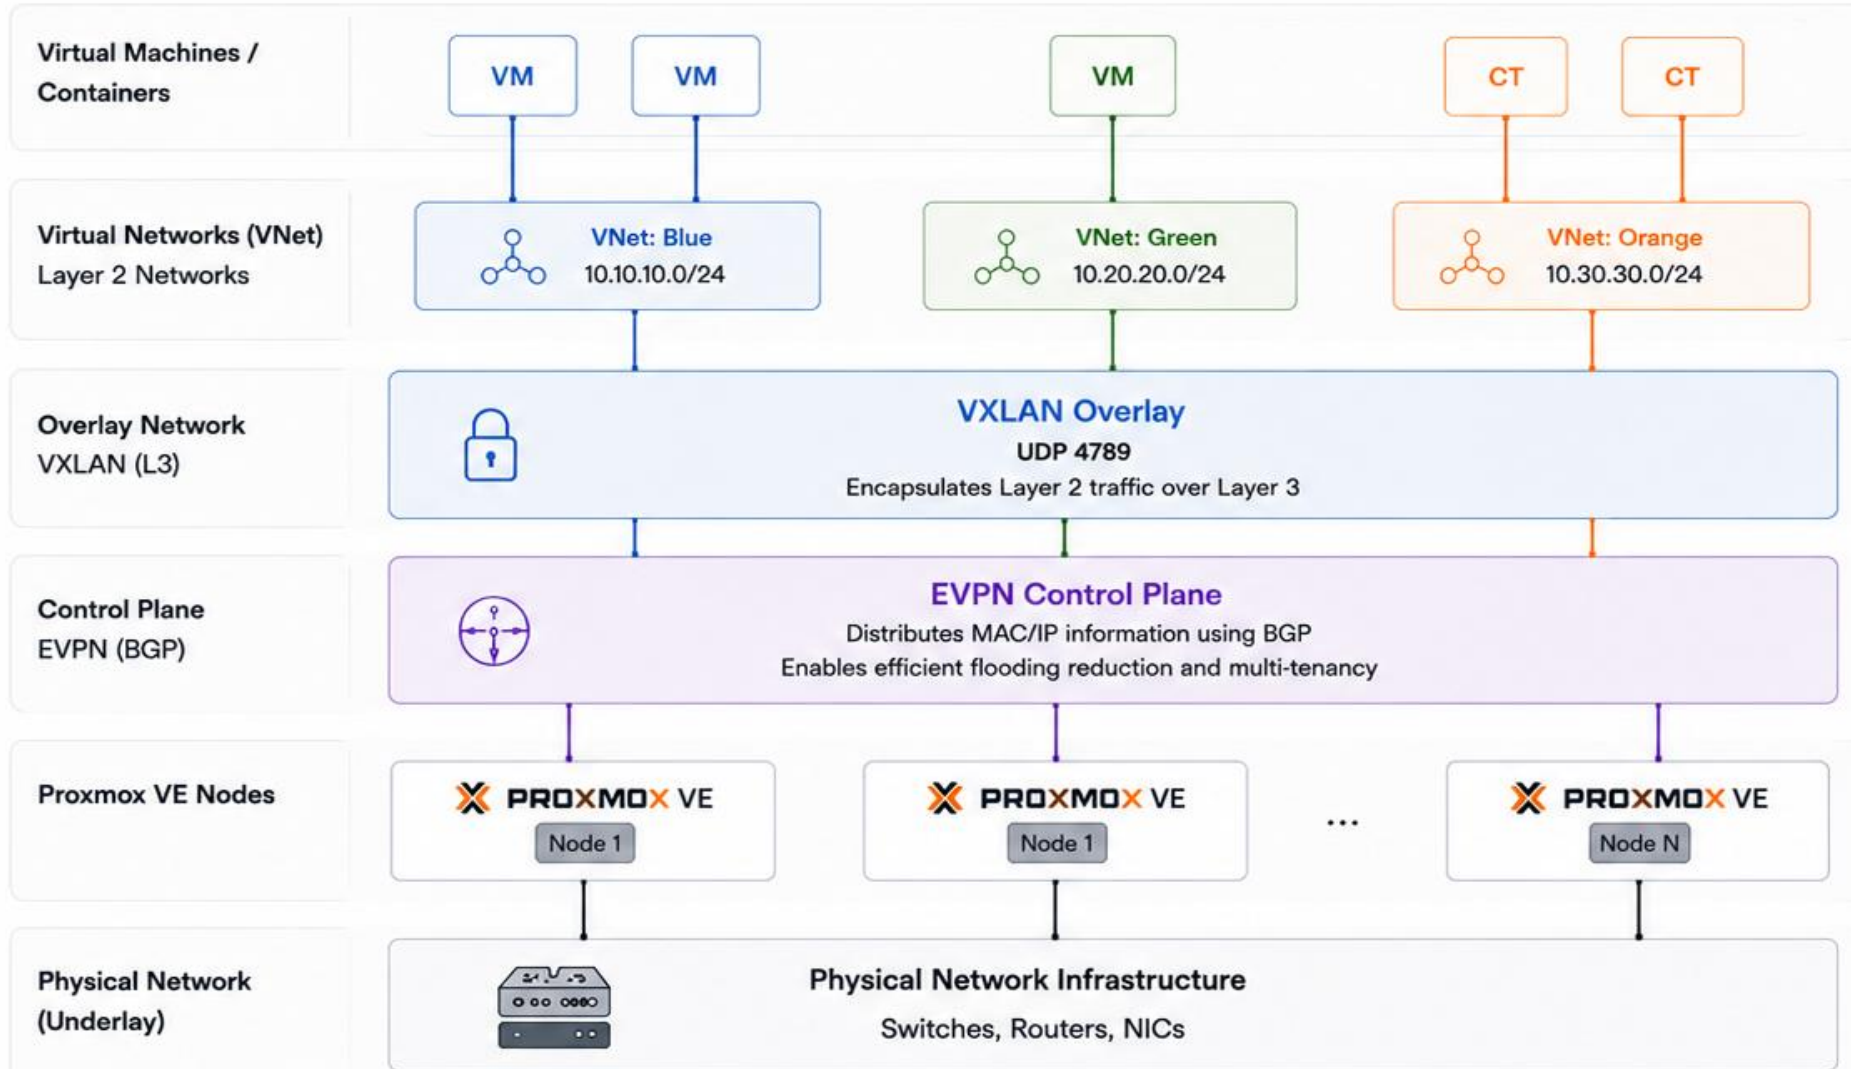 Virtual Machines /
Containers
VM
VM
VM
CT
CT
Virtual Networks (VNet)
Layer 2 Networks
VNet: Blue
10.10.10.0/24
VNet: Green
10.20.20.0/24
VNet: Orange
10.30.30.0/24
Overlay Network
VXLAN (L3)
VXLAN Overlay
UDP 4789
Encapsulates Layer 2 traffic over Layer 3
Control Plane
EVPN (BGP)
EVPN Control Plane
Distributes MAC/IP information using BGP
Enables efficient flooding reduction and multi-tenancy
Proxmox VE Nodes
PROXMOX VE
Node 1
PROXMOX VE
Node 1
...
PROXMOX VE
Node N
Physical Network
(Underlay)
Physical Network Infrastructure
Switches, Routers, NICs